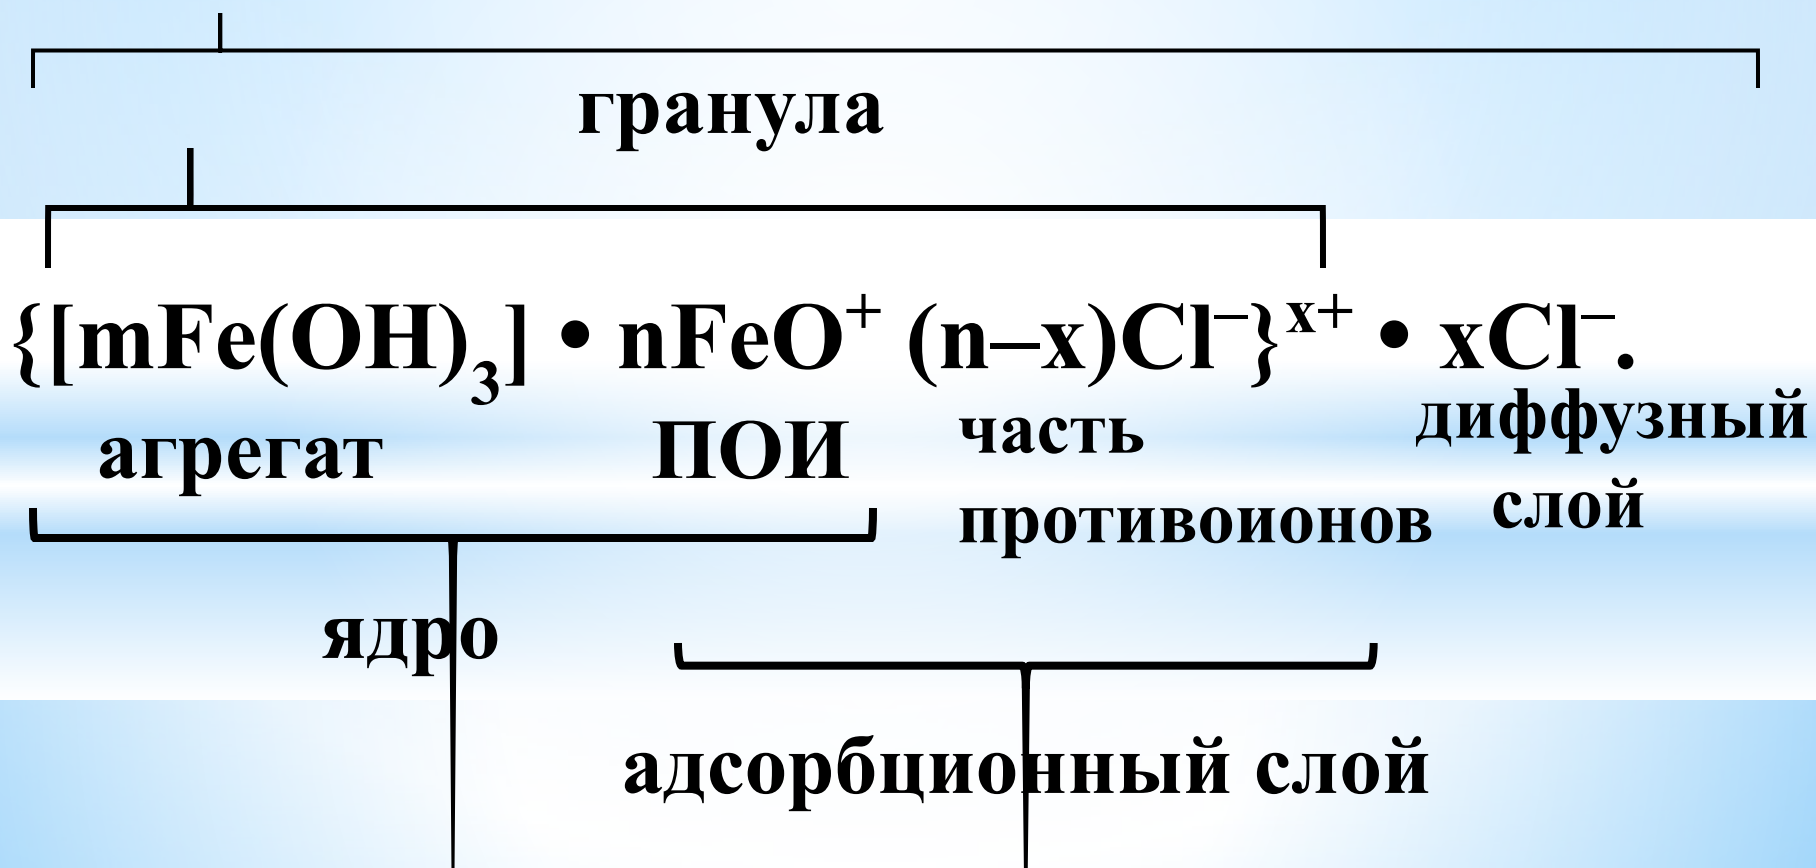 гранула
{[mFe(OH)₃] • nFeO⁺ (n–x)Cl⁻}ˣ⁺ • xCl⁻.
агрегат ПОИ часть противоионов диффузный слой
ядро
адсорбционный слой